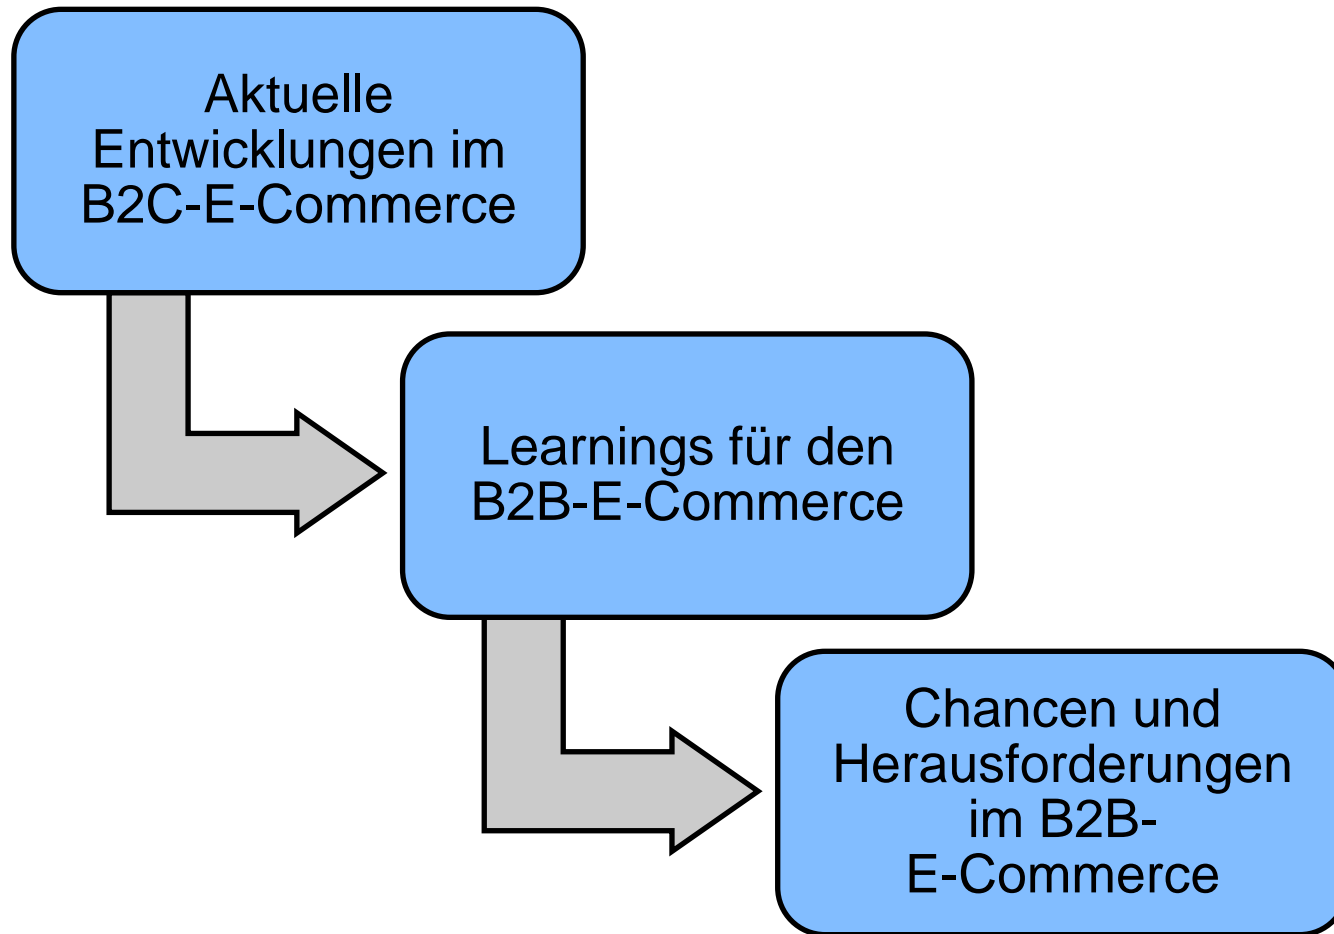 Aktuelle
Entwicklungen im
B2C-E-Commerce
Learnings für den
B2B-E-Commerce
Chancen und
Herausforderungen
im B2B-
E-Commerce